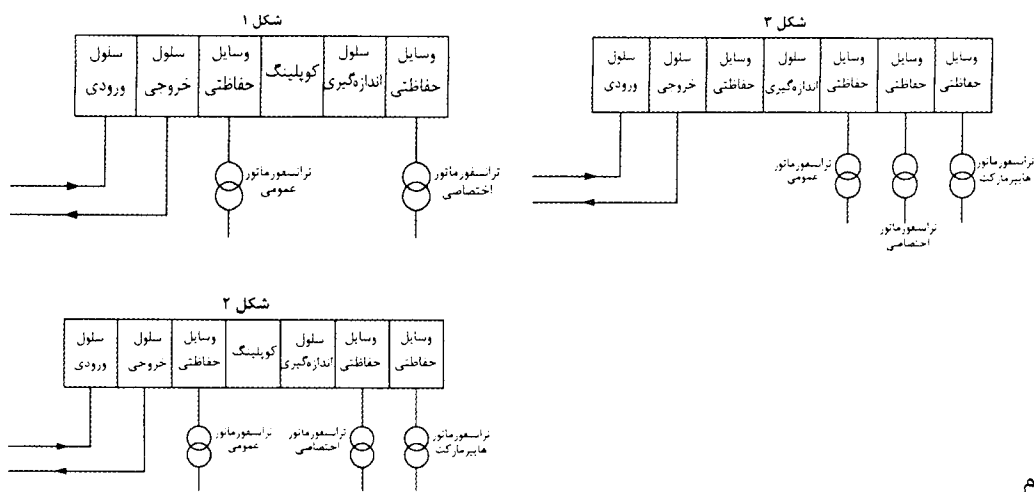 شکل ۱
سلول ورودی
سلول خروجی
وسایل حفاظتی
کوپلینگ
سلول اندازه‌گیری
وسایل حفاظتی
ترانسفورماتور
عمومی
ترانسفورماتور
اختصاصی
شکل ۳
سلول ورودی
سلول خروجی
وسایل حفاظتی
سلول اندازه‌گیری
وسایل حفاظتی
وسایل حفاظتی
وسایل حفاظتی
ترانسفورماتور
عمومی
ترانسفورماتور
اختصاصی
ترانسفورماتور
هایپرمارکت
شکل ۲
سلول ورودی
سلول خروجی
وسایل حفاظتی
کوپلینگ
سلول اندازه‌گیری
وسایل حفاظتی
وسایل حفاظتی
ترانسفورماتور
عمومی
ترانسفورماتور
اختصاصی
ترانسفورماتور
هایپرمارکت